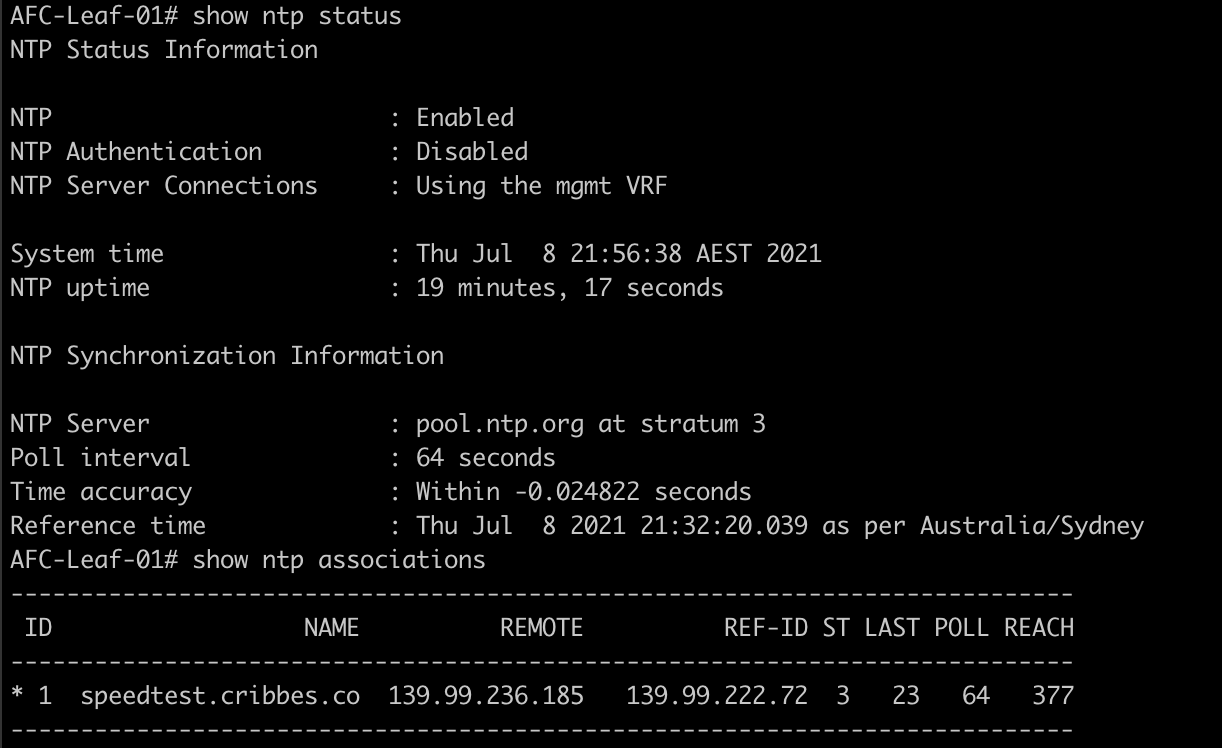 AFC-Leaf-01# show ntp status
NTP Status Information
NTP : Enabled
NTP Authentication : Disabled
NTP Server Connections : Using the mgmt VRF
System time : Thu Jul  8 21:56:38 AEST 2021
NTP uptime : 19 minutes, 17 seconds
NTP Synchronization Information
NTP Server : pool.ntp.org at stratum 3
Poll interval : 64 seconds
Time accuracy : Within -0.024822 seconds
Reference time : Thu Jul  8 2021 21:32:20.039 as per Australia/Sydney
AFC-Leaf-01# show ntp associations
----------------------------------------------------------------------------
ID NAME REMOTE REF-ID ST LAST POLL REACH
----------------------------------------------------------------------------
* 1 speedtest.cribbes.co 139.99.236.185 139.99.222.72 3 23 64 377
----------------------------------------------------------------------------